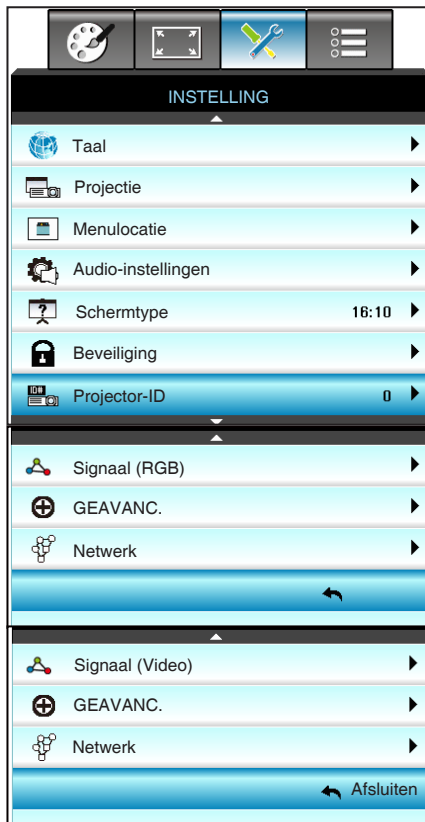 INSTELLING
Taal
Projectie
Menulocatie
Audio-instellingen
? Schermtype 16:10
Beveiliging
ID# Projector-ID 0
Signaal (RGB)
GEAVANC.
Netwerk
Signaal (Video)
GEAVANC.
Netwerk
Afsluiten